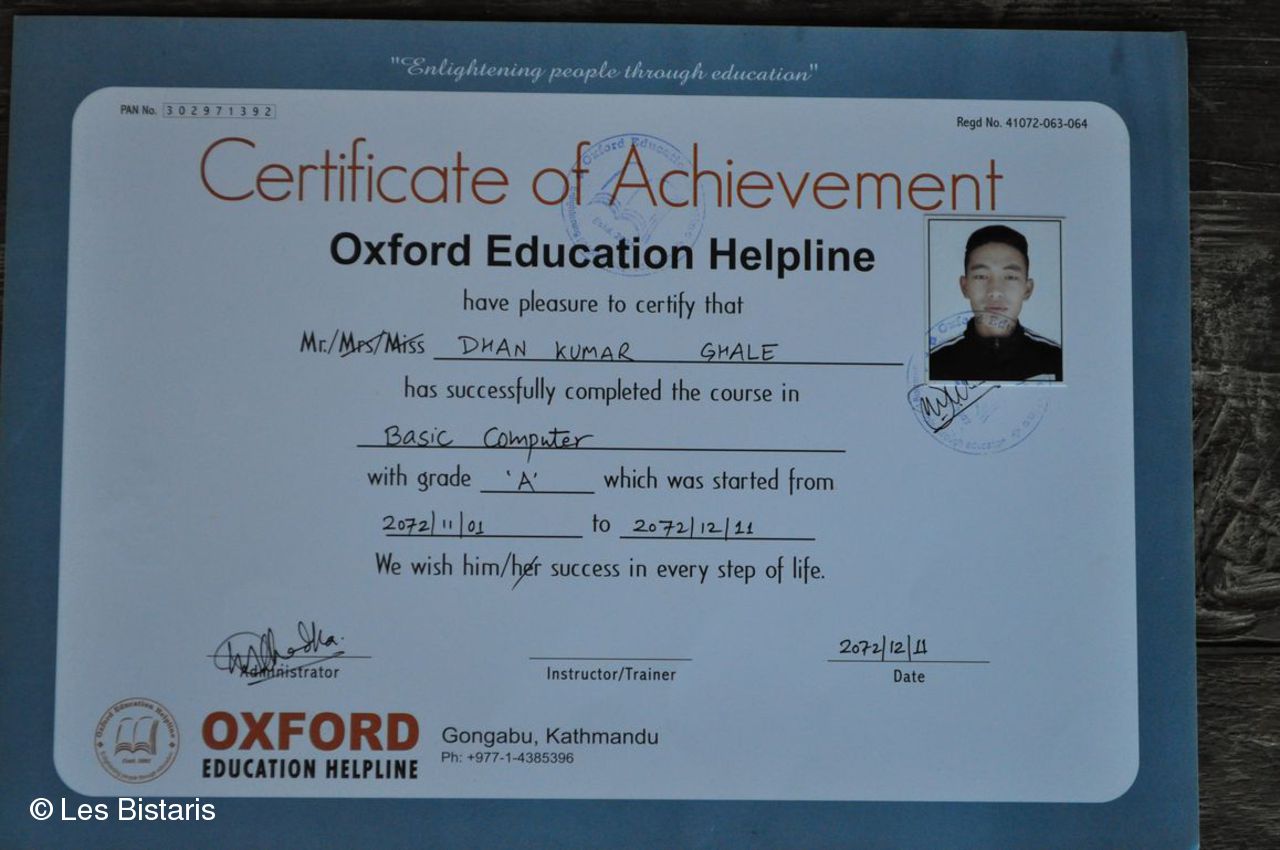 "Enlightening people through education"
PAN No. 302971392
Regd No. 41072-063-064
Certificate of Achievement
Oxford Education Helpline
have pleasure to certify that
Mr./Mrs/Miss DHAN KUMAR GHALE
has successfully completed the course in
Basic Computer
with grade 'A' which was started from
2072/11/01 to 2072/12/11
We wish him/her success in every step of life.
2072/12/11
Administrator
Instructor/Trainer
Date
Oxford Education Helpline
OXFORD
EDUCATION HELPLINE
Gongabu, Kathmandu
Ph: +977-1-4385396
© Les Bistaris